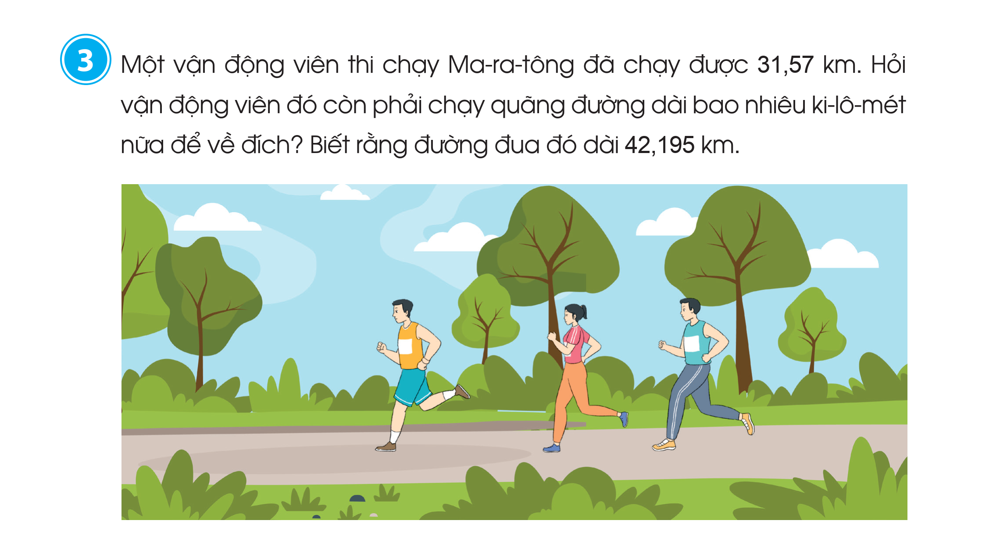 3 Một vận động viên thi chạy Ma-ra-tông đã chạy được 31,57 km. Hỏi
vận động viên đó còn phải chạy quãng đường dài bao nhiêu ki-lô-mét
nữa để về đích? Biết rằng đường đua đó dài 42,195 km.